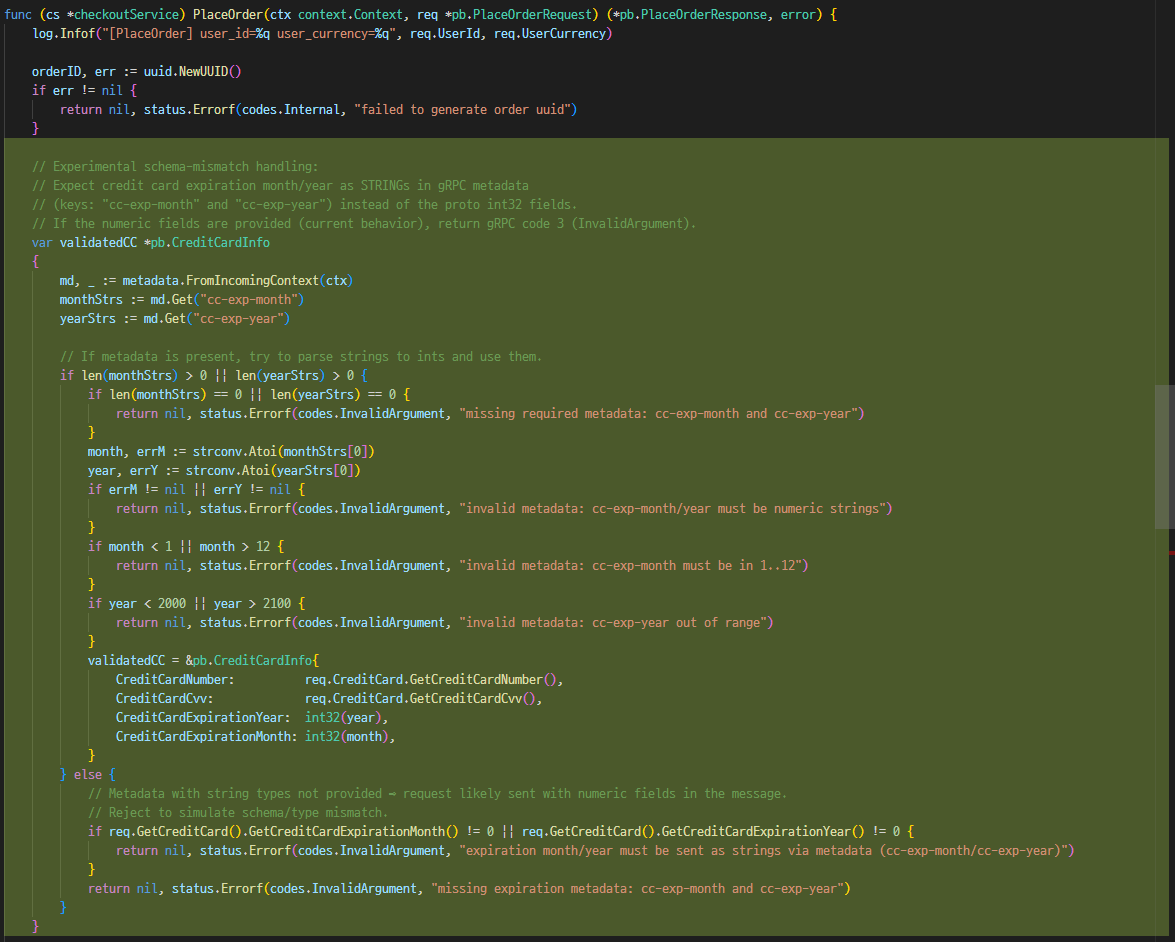 func (cs *checkoutService) PlaceOrder(ctx context.Context, req *pb.PlaceOrderRequest) (*pb.PlaceOrderResponse, error) {
    log.Infof("[PlaceOrder] user_id=%q user_currency=%q", req.UserId, req.UserCurrency)

    orderID, err := uuid.NewUUID()
    if err != nil {
        return nil, status.Errorf(codes.Internal, "failed to generate order uuid")
    }

    // Experimental schema-mismatch handling:
    // Expect credit card expiration month/year as STRINGs in gRPC metadata
    // (keys: "cc-exp-month" and "cc-exp-year") instead of the proto int32 fields.
    // If the numeric fields are provided (current behavior), return gRPC code 3 (InvalidArgument).
    var validatedCC *pb.CreditCardInfo
    {
        md, _ := metadata.FromIncomingContext(ctx)
        monthStrs := md.Get("cc-exp-month")
        yearStrs := md.Get("cc-exp-year")

        // If metadata is present, try to parse strings to ints and use them.
        if len(monthStrs) > 0 || len(yearStrs) > 0 {
            if len(monthStrs) == 0 || len(yearStrs) == 0 {
                return nil, status.Errorf(codes.InvalidArgument, "missing required metadata: cc-exp-month and cc-exp-year")
            }
            month, errM := strconv.Atoi(monthStrs[0])
            year, errY := strconv.Atoi(yearStrs[0])
            if errM != nil || errY != nil {
                return nil, status.Errorf(codes.InvalidArgument, "invalid metadata: cc-exp-month/year must be numeric strings")
            }
            if month < 1 || month > 12 {
                return nil, status.Errorf(codes.InvalidArgument, "invalid metadata: cc-exp-month must be in 1..12")
            }
            if year < 2000 || year > 2100 {
                return nil, status.Errorf(codes.InvalidArgument, "invalid metadata: cc-exp-year out of range")
            }
            validatedCC = &pb.CreditCardInfo{
                CreditCardNumber:          req.CreditCard.GetCreditCardNumber(),
                CreditCardCvv:             req.CreditCard.GetCreditCardCvv(),
                CreditCardExpirationYear:  int32(year),
                CreditCardExpirationMonth: int32(month),
            }
        } else {
            // Metadata with string types not provided → request likely sent with numeric fields in the message.
            // Reject to simulate schema/type mismatch.
            if req.GetCreditCard().GetCreditCardExpirationMonth() != 0 || req.GetCreditCard().GetCreditCardExpirationYear() != 0 {
                return nil, status.Errorf(codes.InvalidArgument, "expiration month/year must be sent as strings via metadata (cc-exp-month/cc-exp-year)")
            }
            return nil, status.Errorf(codes.InvalidArgument, "missing expiration metadata: cc-exp-month and cc-exp-year")
        }
    }